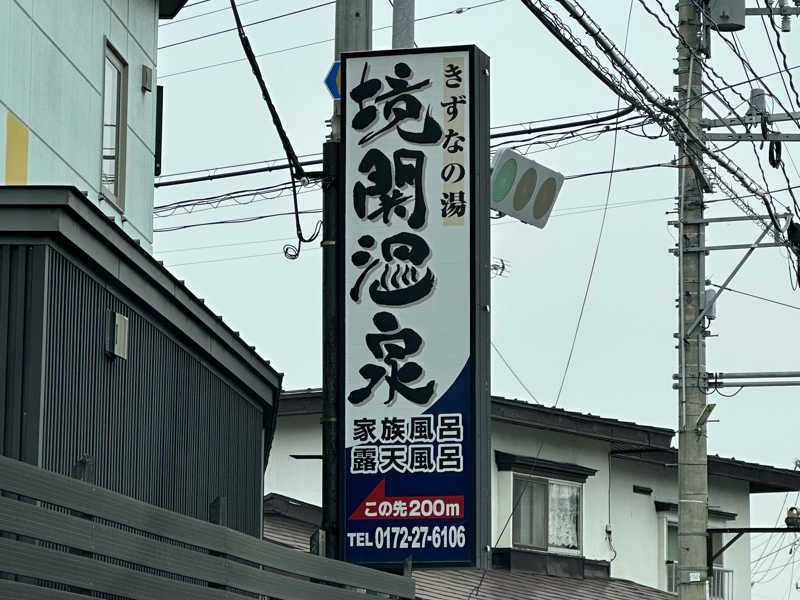 きずなの湯
境関温泉
家族風呂
露天風呂
この先200m
TEL 0172-27-6106